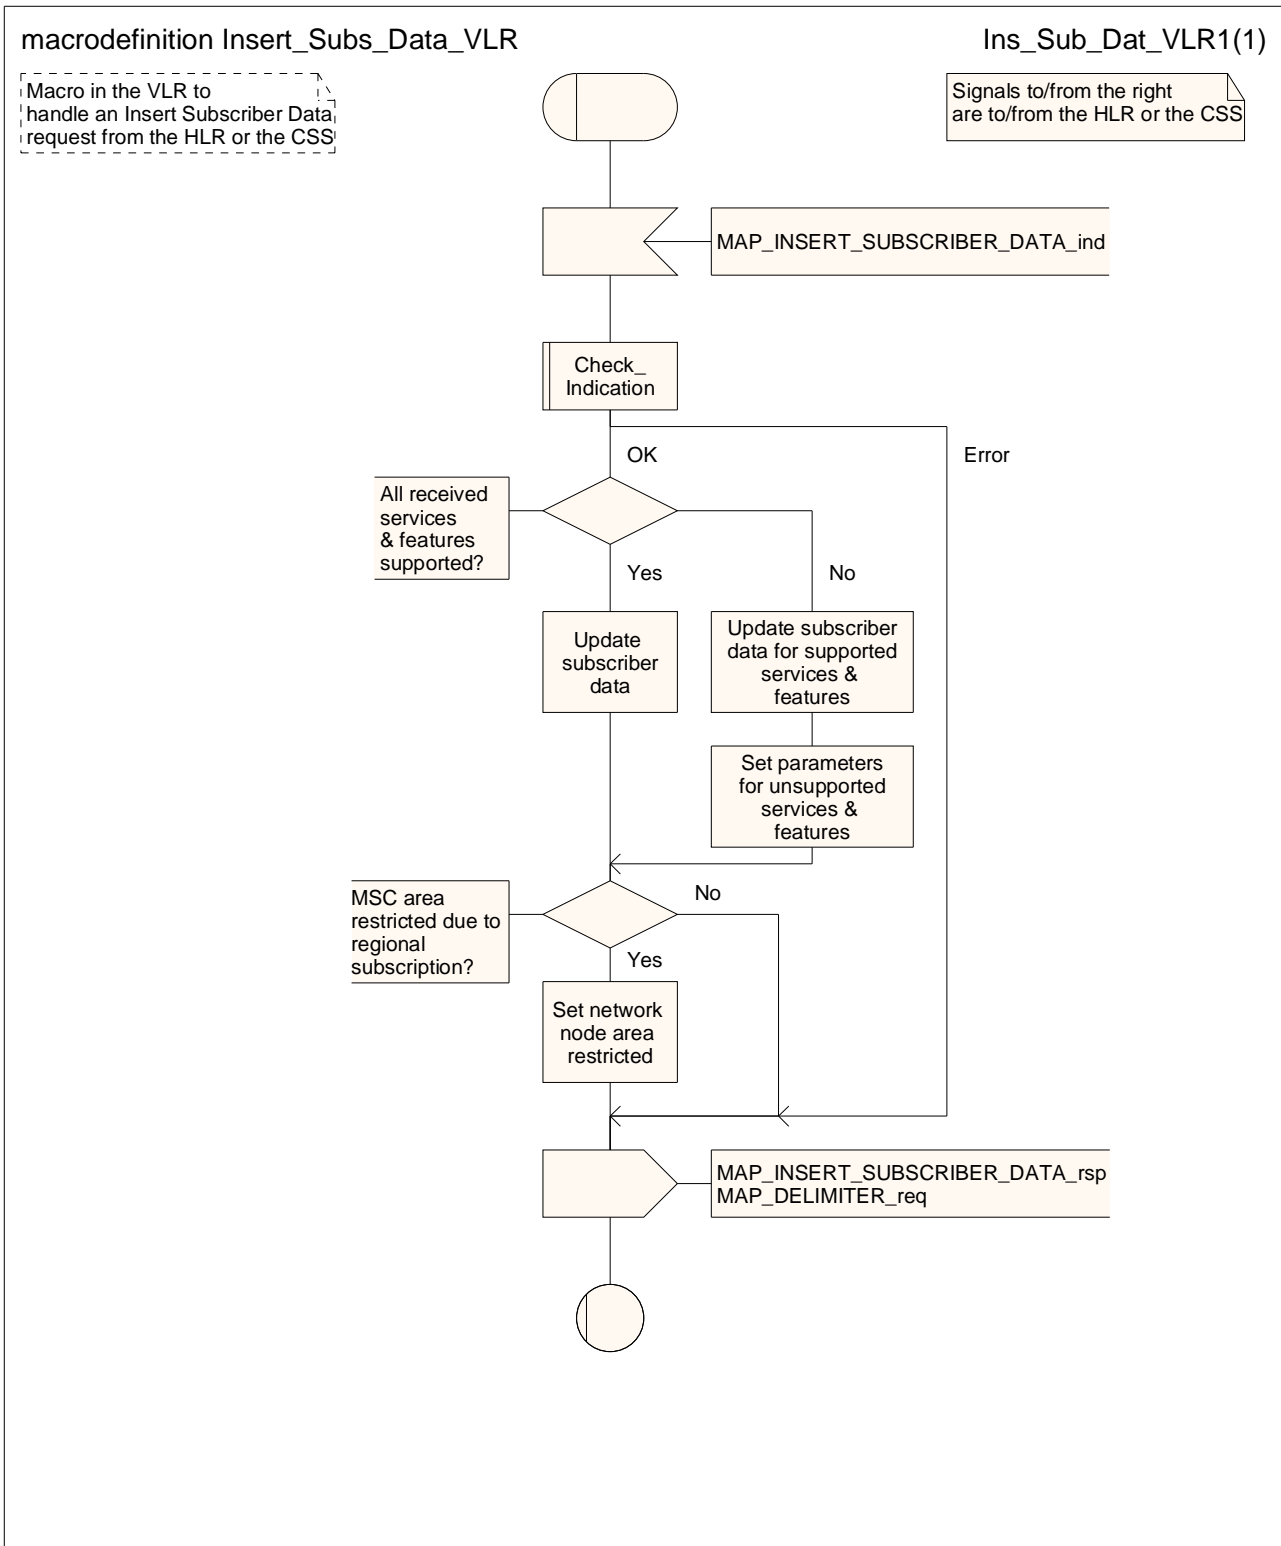 macrodefinition Insert_Subs_Data_VLR
Ins_Sub_Dat_VLR1(1)
Macro in the VLR to
handle an Insert Subscriber Data
request from the HLR or the CSS
Signals to/from the right
are to/from the HLR or the CSS
MAP_INSERT_SUBSCRIBER_DATA_ind
Check_
Indication
OK
Error
All received
services
& features
supported?
Yes
No
Update
subscriber
data
Update subscriber
data for supported
services &
features
Set parameters
for unsupported
services &
features
MSC area
restricted due to
regional
subscription?
No
Yes
Set network
node area
restricted
MAP_INSERT_SUBSCRIBER_DATA_rsp
MAP_DELIMITER_req